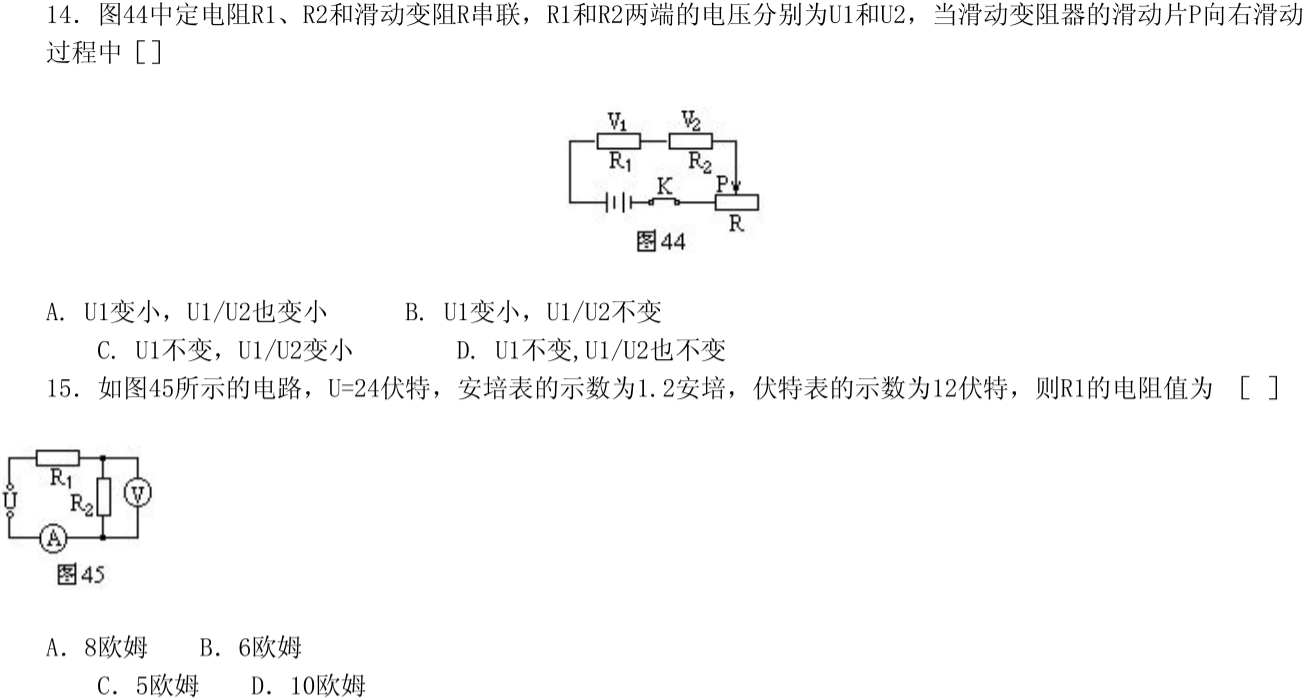 14．图44中定电阻R1、R2和滑动变阻R串联，R1和R2两端的电压分别为U1和U2，当滑动变阻器的滑动片P向右滑动
过程中［］
V1 V2
R1 R2
K P
R
图44
A. U1变小，U1/U2也变小 B. U1变小，U1/U2不变
C. U1不变，U1/U2变小 D. U1不变,U1/U2也不变
15．如图45所示的电路，U=24伏特，安培表的示数为1.2安培，伏特表的示数为12伏特，则R1的电阻值为 ［ ］
R1
U R2 V
A
图45
A．8欧姆 B．6欧姆
C．5欧姆 D．10欧姆